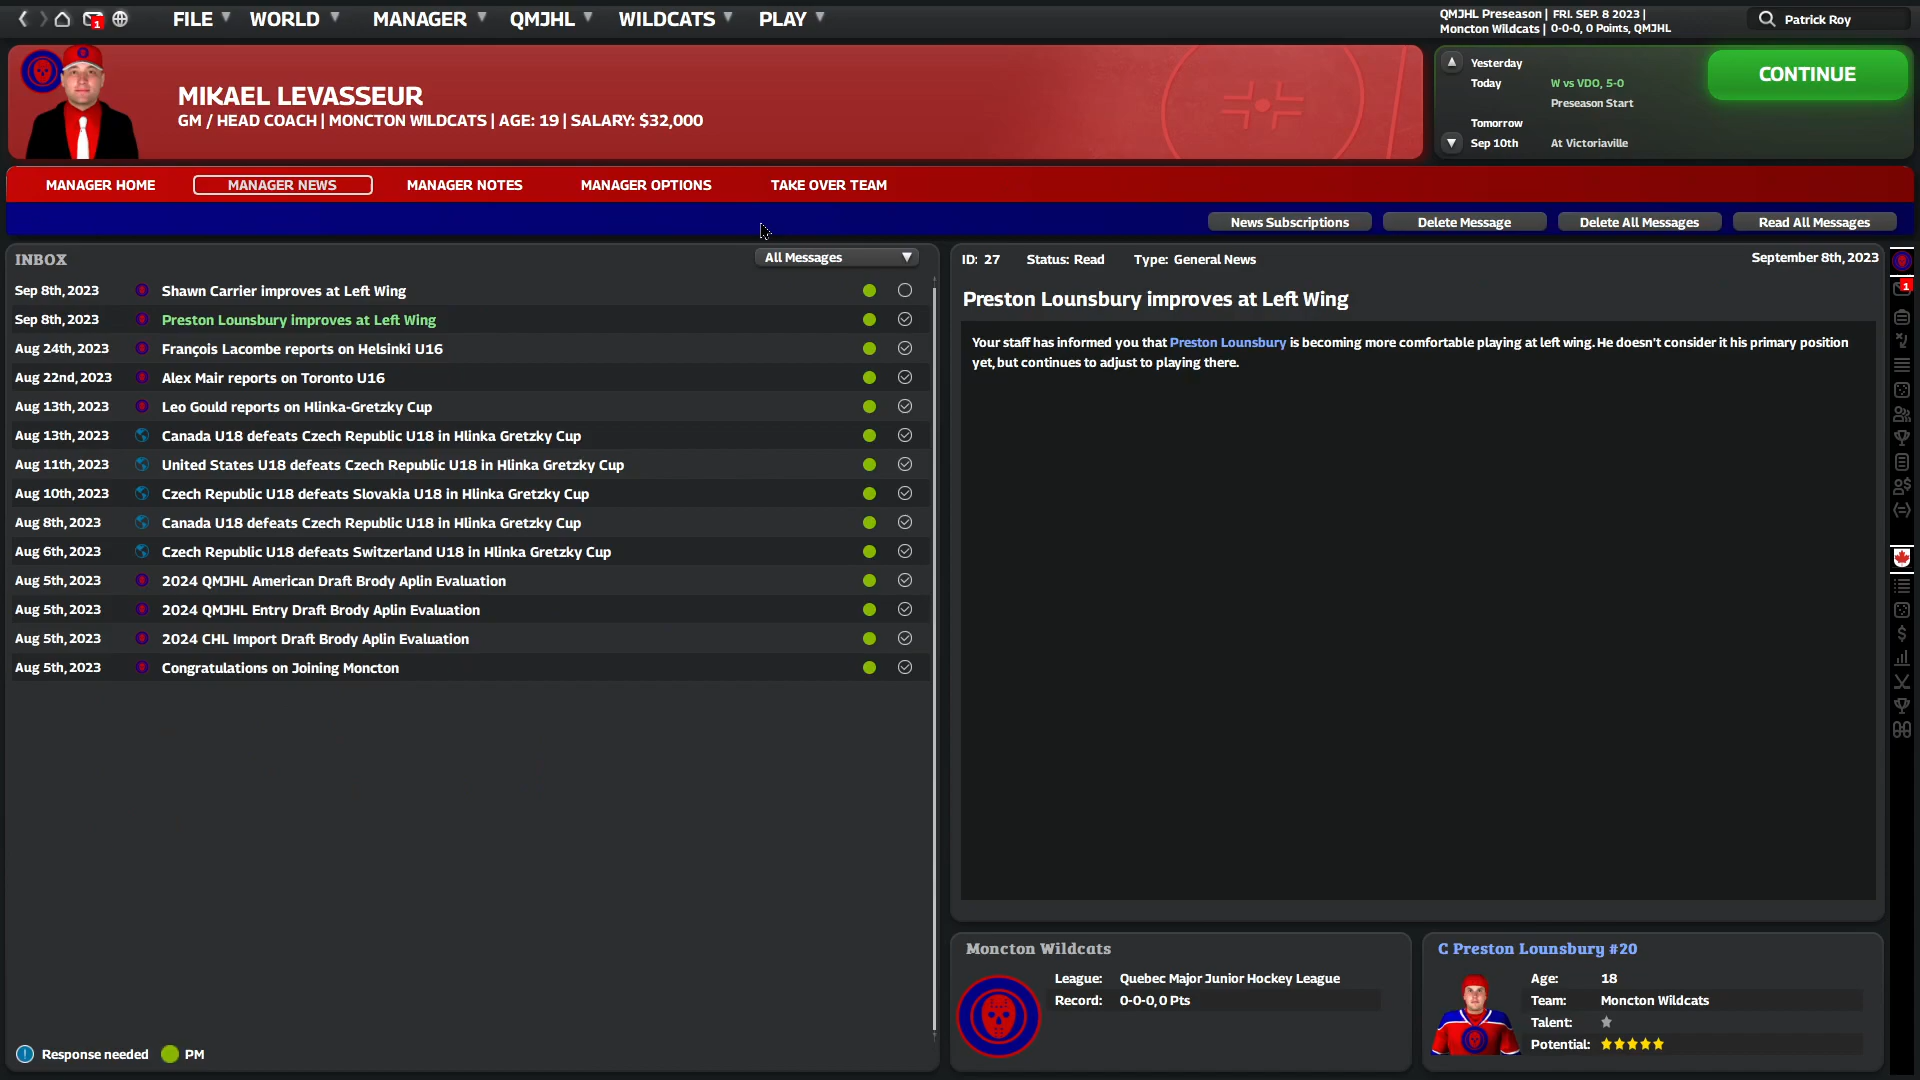 1
FILE
WORLD
MANAGER
QMJHL
WILDCATS
PLAY
QMJHL Preseason | FRI. SEP. 8 2023 |
Moncton Wildcats | 0-0-0, 0 Points, QMJHL
Patrick Roy
MIKAEL LEVASSEUR
GM / HEAD COACH | MONCTON WILDCATS | AGE: 19 | SALARY: $32,000
Yesterday
Today W vs VDO, 5-0
Preseason Start
Tomorrow
Sep 10th At Victoriaville
CONTINUE
MANAGER HOME
MANAGER NEWS
MANAGER NOTES
MANAGER OPTIONS
TAKE OVER TEAM
News Subscriptions
Delete Message
Delete All Messages
Read All Messages
INBOX
All Messages
Sep 8th, 2023 Shawn Carrier improves at Left Wing
Sep 8th, 2023 Preston Lounsbury improves at Left Wing
Aug 24th, 2023 François Lacombe reports on Helsinki U16
Aug 22nd, 2023 Alex Mair reports on Toronto U16
Aug 13th, 2023 Leo Gould reports on Hlinka-Gretzky Cup
Aug 13th, 2023 Canada U18 defeats Czech Republic U18 in Hlinka Gretzky Cup
Aug 11th, 2023 United States U18 defeats Czech Republic U18 in Hlinka Gretzky Cup
Aug 10th, 2023 Czech Republic U18 defeats Slovakia U18 in Hlinka Gretzky Cup
Aug 8th, 2023 Canada U18 defeats Czech Republic U18 in Hlinka Gretzky Cup
Aug 6th, 2023 Czech Republic U18 defeats Switzerland U18 in Hlinka Gretzky Cup
Aug 5th, 2023 2024 QMJHL American Draft Brody Aplin Evaluation
Aug 5th, 2023 2024 QMJHL Entry Draft Brody Aplin Evaluation
Aug 5th, 2023 2024 CHL Import Draft Brody Aplin Evaluation
Aug 5th, 2023 Congratulations on Joining Moncton
Response needed
PM
ID: 27 Status: Read Type: General News September 8th, 2023
Preston Lounsbury improves at Left Wing
Your staff has informed you that Preston Lounsbury is becoming more comfortable playing at left wing. He doesn't consider it his primary position
yet, but continues to adjust to playing there.
Moncton Wildcats
League: Quebec Major Junior Hockey League
Record: 0-0-0, 0 Pts
C Preston Lounsbury #20
Age: 18
Team: Moncton Wildcats
Talent:
Potential:
1